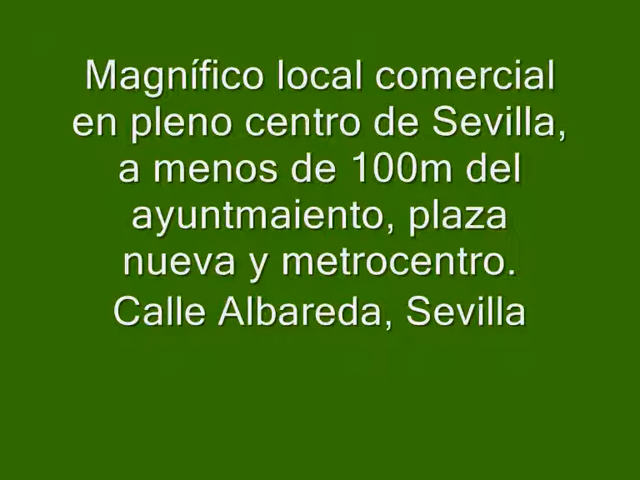 Magnífico local comercial
en pleno centro de Sevilla,
a menos de 100m del
ayuntmaiento, plaza
nueva y metrocentro.
Calle Albareda, Sevilla